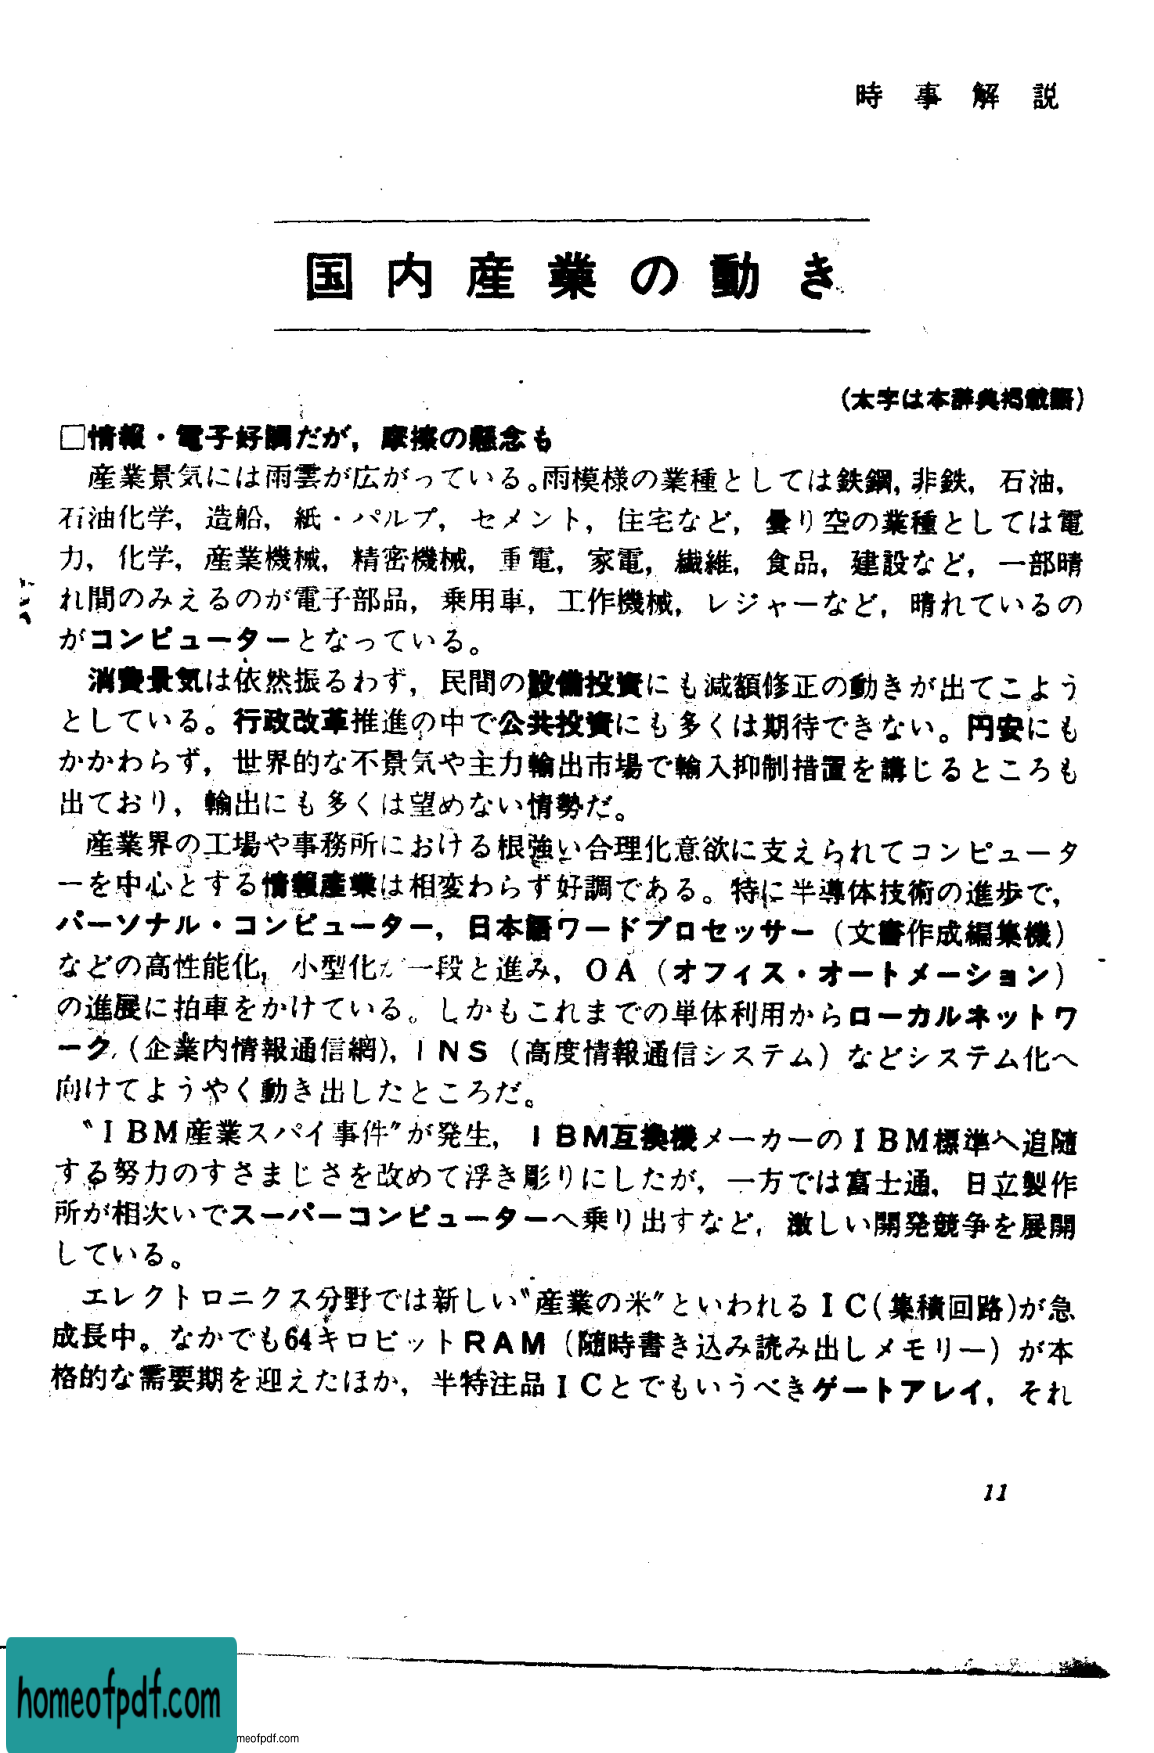 時事解説
国内産業の動き
（太字は本辞典掲載語）
□情報・電子好調だが，摩擦の懸念も
産業景気には雨雲が広がっている。雨模様の業種としては鉄鋼，非鉄，石油，
石油化学，造船，紙・パルプ，セメント，住宅など，曇り空の業種としては電
力，化学，産業機械，精密機械，重電，家電，繊維，食品，建設など，一部晴
れ間のみえるのが電子部品，乗用車，工作機械，レジャーなど，晴れているの
がコンピューターとなっている。
消費景気は依然振るわず，民間の設備投資にも減額修正の動きが出てこよう
としている。行政改革推進の中で公共投資にも多くは期待できない。円安にも
かかわらず，世界的な不景気や主力輸出市場で輸入抑制措置を講じるところも
出ており，輸出にも多くは望めない情勢だ。
産業界の工場や事務所における根強い合理化意欲に支えられてコンピュータ
ーを中心とする情報産業は相変わらず好調である。特に半導体技術の進歩で，
パーソナル・コンピューター，日本語ワードプロセッサー（文書作成編集機）
などの高性能化，小型化が一段と進み，ＯＡ（オフィス・オートメーション）
の進展に拍車をかけている。しかもこれまでの単体利用からローカルネットワ
ーク（企業内情報通信網），ＩＮＳ（高度情報通信システム）などシステム化へ
向けてようやく動き出したところだ。
〝ＩＢＭ産業スパイ事件〟が発生，ＩＢＭ互換機メーカーのＩＢＭ標準へ追随
する努力のすさまじさを改めて浮き彫りにしたが，一方では富士通，日立製作
所が相次いでスーパーコンピューターへ乗り出すなど，激しい開発競争を展開
している。
エレクトロニクス分野では新しい〝産業の米〟といわれるＩＣ（集積回路）が急
成長中。なかでも64キロビットＲＡＭ（随時書き込み読み出しメモリー）が本
格的な需要期を迎えたほか，半特注品ＩＣとでもいうべきゲートアレイ，それ
11
homeofpdf.com
meofpdf.com